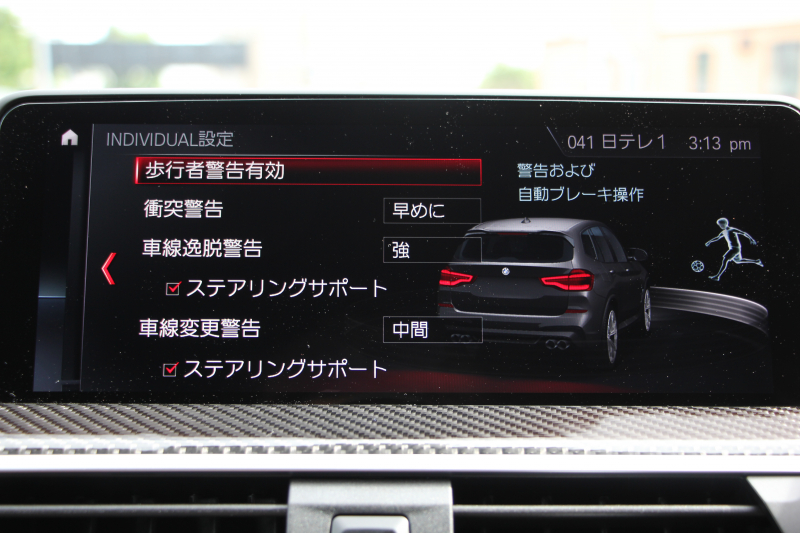 INDIVIDUAL設定
041 日テレ1 3:13 pm
歩行者警告有効
衝突警告 早めに
車線逸脱警告 強
ステアリングサポート
車線変更警告 中間
ステアリングサポート
警告および
自動ブレーキ操作